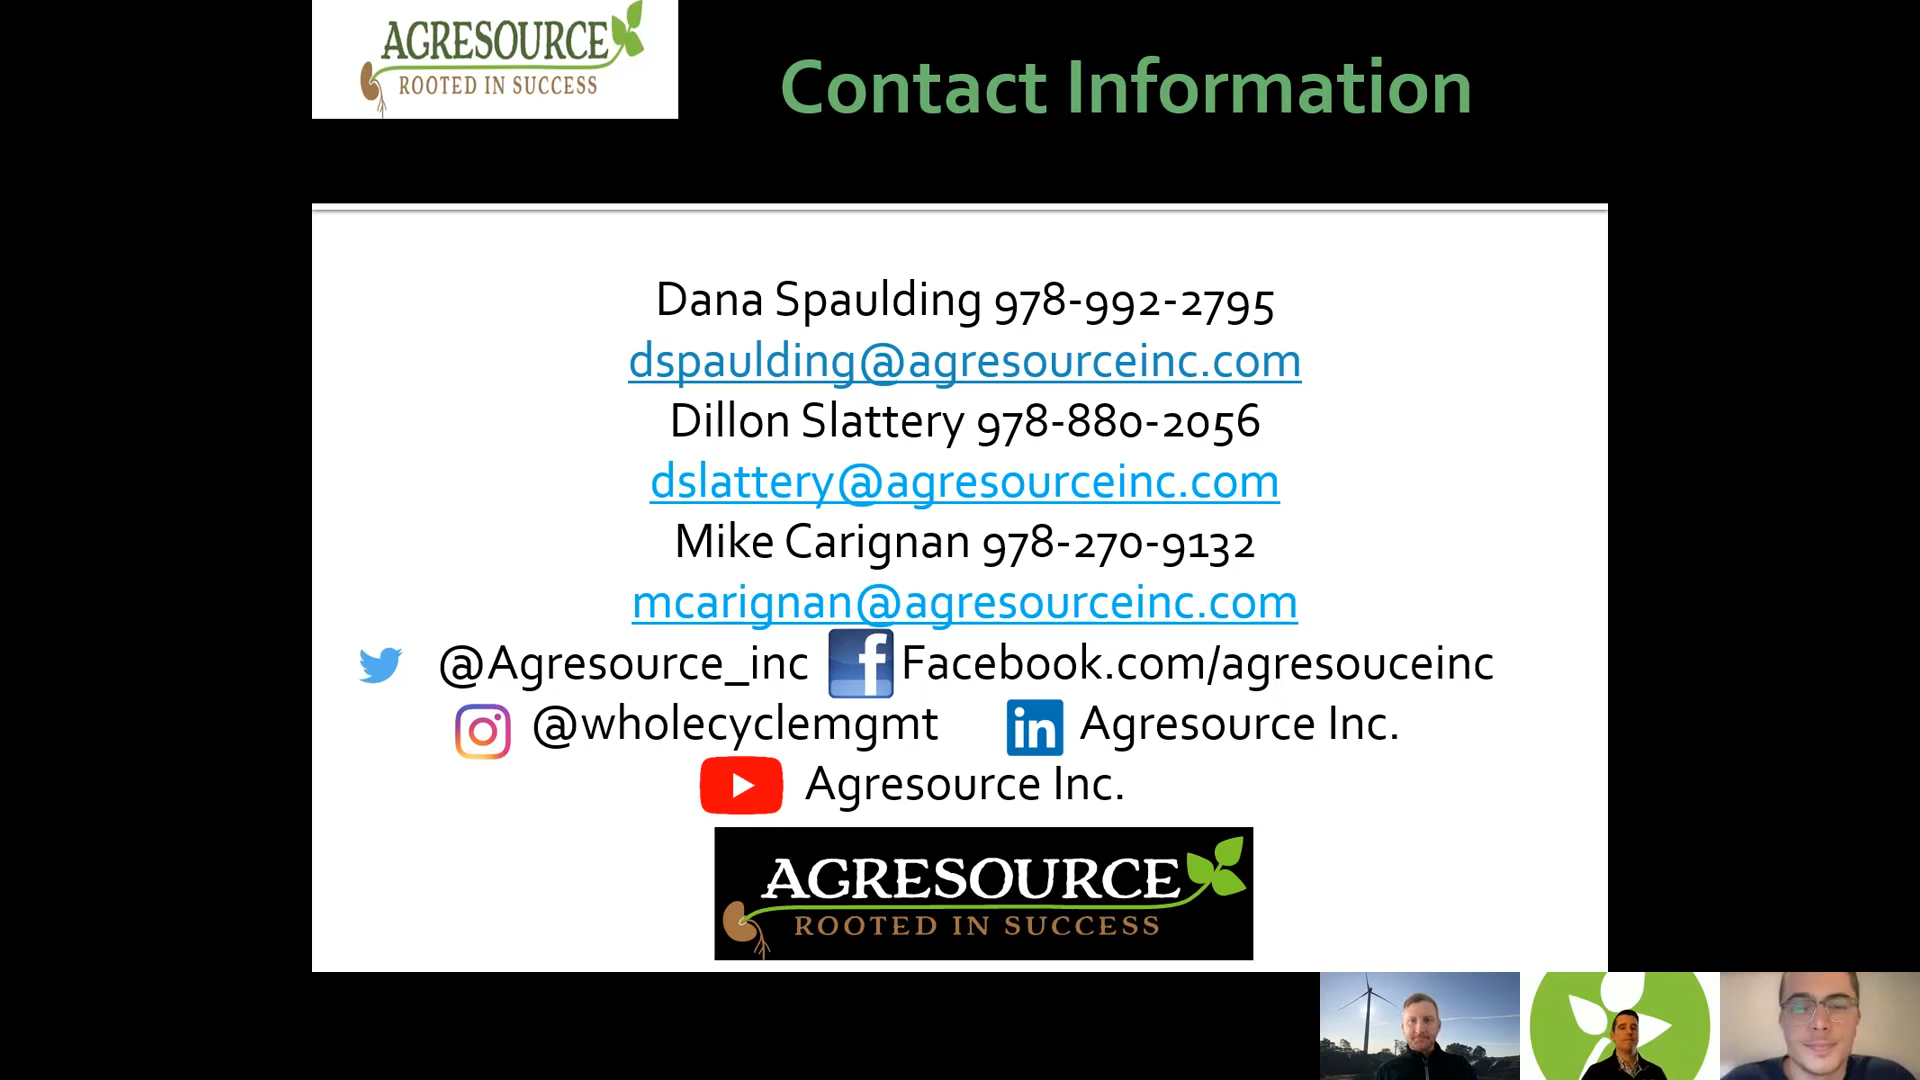 AGRESOURCE
ROOTED IN SUCCESS
Contact Information
Dana Spaulding 978-992-2795
dspaulding@agresourceinc.com
Dillon Slattery 978-880-2056
dslattery@agresourceinc.com
Mike Carignan 978-270-9132
mcarignan@agresourceinc.com
@Agresource_inc f Facebook.com/agresouceinc
@wholecyclemgmt in Agresource Inc.
Agresource Inc.
AGRESOURCE
ROOTED IN SUCCESS